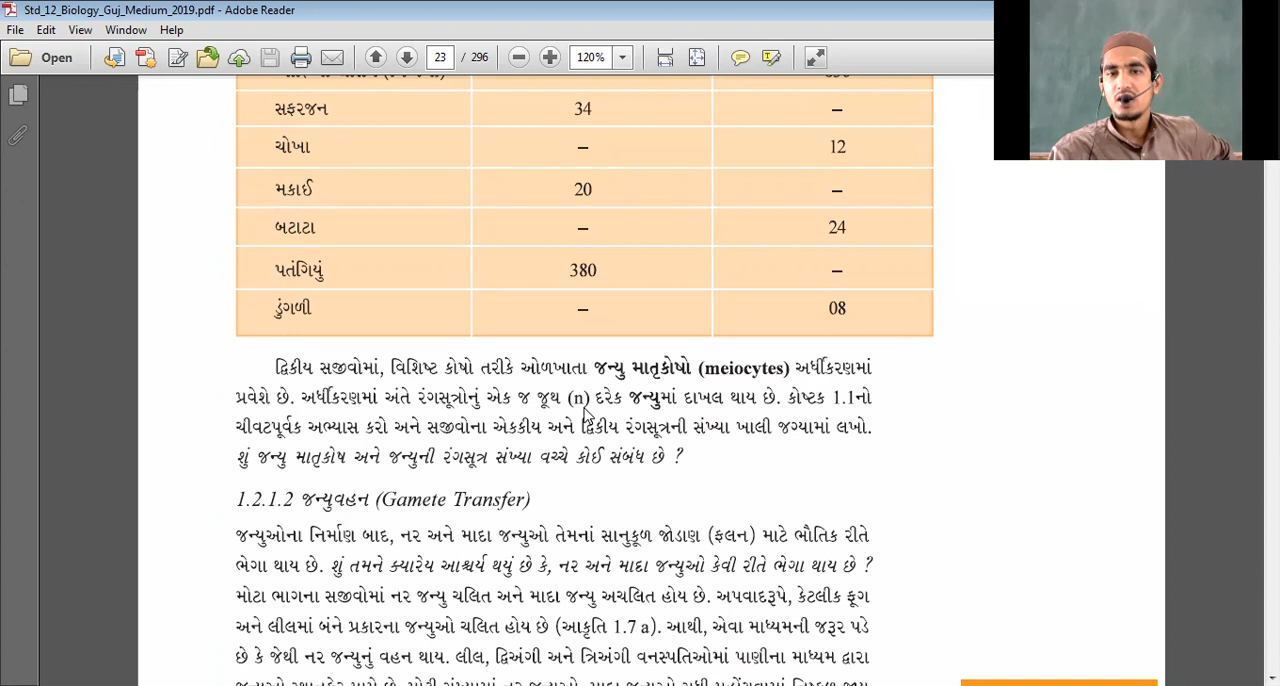 Std_12_Biology_Guj_Medium_2019.pdf - Adobe Reader
File Edit View Window Help
Open 23 / 296 120%
સફરજન 34 –
ચોખા – 12
મકાઈ 20 –
બટાટા – 24
પતંગિયું 380 –
ડુંગળી – 08
દ્વિકીય સજીવોમાં, વિશિષ્ટ કોષો તરીકે ઓળખાતા જન્યુ માતૃકોષો (meiocytes) અર્ધીકરણમાં
પ્રવેશે છે. અર્ધીકરણમાં અંતે રંગસૂત્રોનું એક જ જૂથ (n) દરેક જન્યુમાં દાખલ થાય છે. કોષ્ટક 1.1નો
ચીવટપૂર્વક અભ્યાસ કરો અને સજીવોના એકકીય અને દ્વિકીય રંગસૂત્રની સંખ્યા ખાલી જગ્યામાં લખો.
શું જન્યુ માતૃકોષ અને જન્યુની રંગસૂત્ર સંખ્યા વચ્ચે કોઈ સંબંધ છે ?
1.2.1.2 જન્યુવહન (Gamete Transfer)
જન્યુઓના નિર્માણ બાદ, નર અને માદા જન્યુઓ તેમનાં સાનુકૂળ જોડાણ (ફલન) માટે ભૌતિક રીતે
ભેગા થાય છે. શું તમને ક્યારેય આશ્ચર્ય થયું છે કે, નર અને માદા જન્યુઓ કેવી રીતે ભેગા થાય છે ?
મોટા ભાગના સજીવોમાં નર જન્યુ ચલિત અને માદા જન્યુ અચલિત હોય છે. અપવાદરૂપે, કેટલીક ફૂગ
અને લીલમાં બંને પ્રકારના જન્યુઓ ચલિત હોય છે (આકૃતિ 1.7 a). આથી, એવા માધ્યમની જરૂર પડે
છે કે જેથી નર જન્યુનું વહન થાય. લીલ, દ્વિઅંગી અને ત્રિઅંગી વનસ્પતિઓમાં પાણીના માધ્યમ દ્વારા